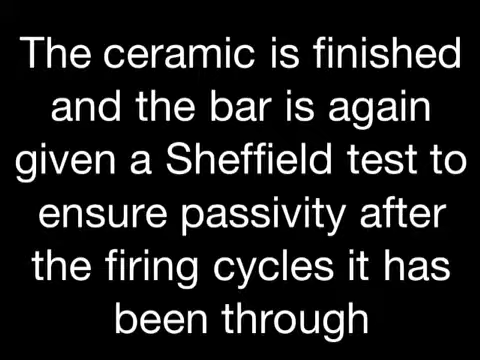 The ceramic is finished
and the bar is again
given a Sheffield test to
ensure passivity after
the firing cycles it has
been through